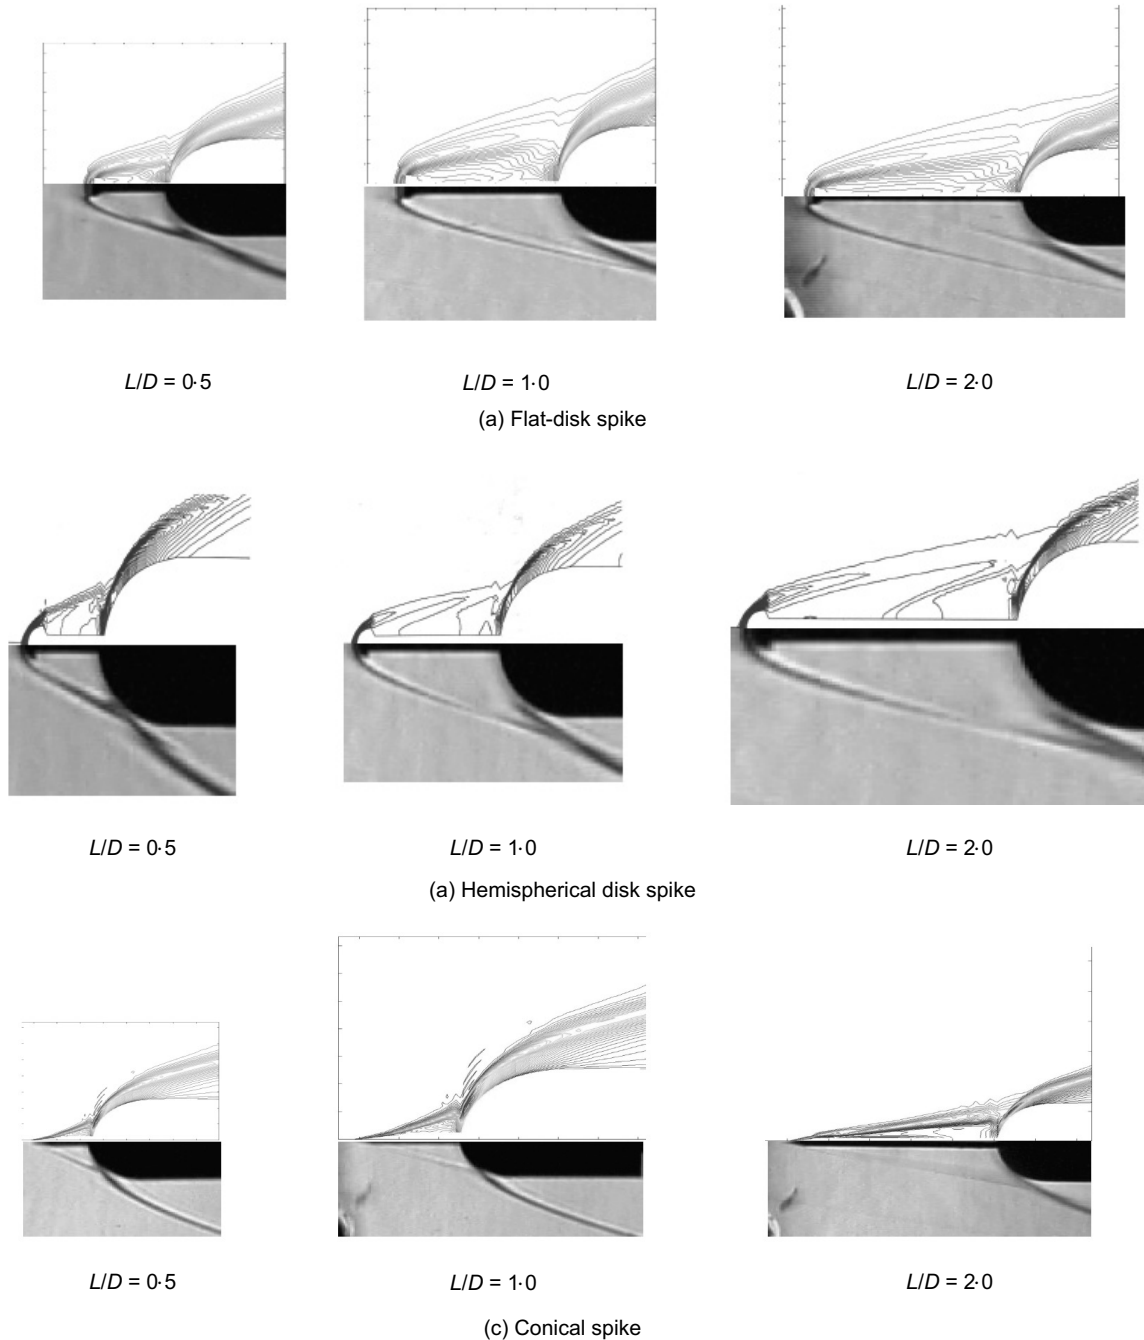 L/D = 0·5
L/D = 1·0
L/D = 2·0
(a) Flat-disk spike
L/D = 0·5
L/D = 1·0
L/D = 2·0
(a) Hemispherical disk spike
L/D = 0·5
L/D = 1·0
L/D = 2·0
(c) Conical spike